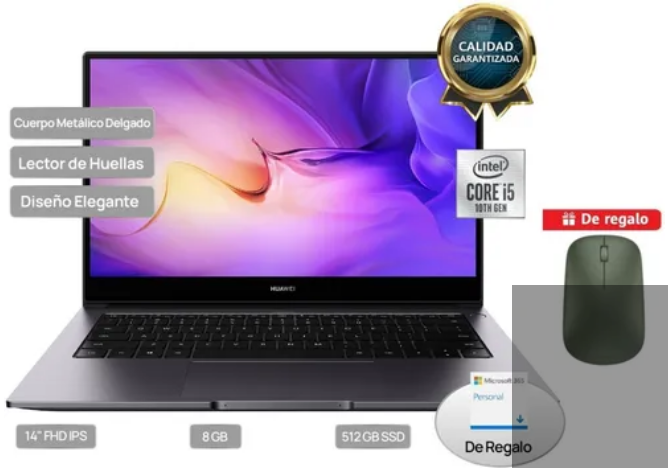 CALIDAD
GARANTIZADA
Cuerpo Metálico Delgado
Lector de Huellas
Diseño Elegante
intel
CORE i5
10TH GEN
De regalo
HUAWEI
Microsoft 365
Personal
De Regalo
14" FHD IPS
8 GB
512 GB SSD